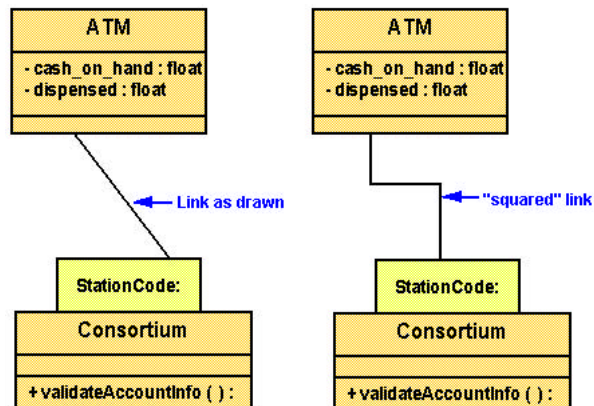 ATM
- cash_on_hand : float
- dispensed : float
Link as drawn
StationCode:
Consortium
+ validateAccountInfo ( ) :
ATM
- cash_on_hand : float
- dispensed : float
"squared" link
StationCode:
Consortium
+ validateAccountInfo ( ) :